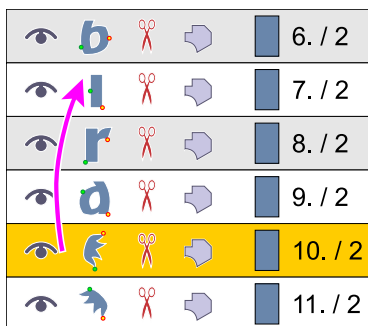 b 6. / 2
l 7. / 2
r 8. / 2
a 9. / 2
10. / 2
11. / 2